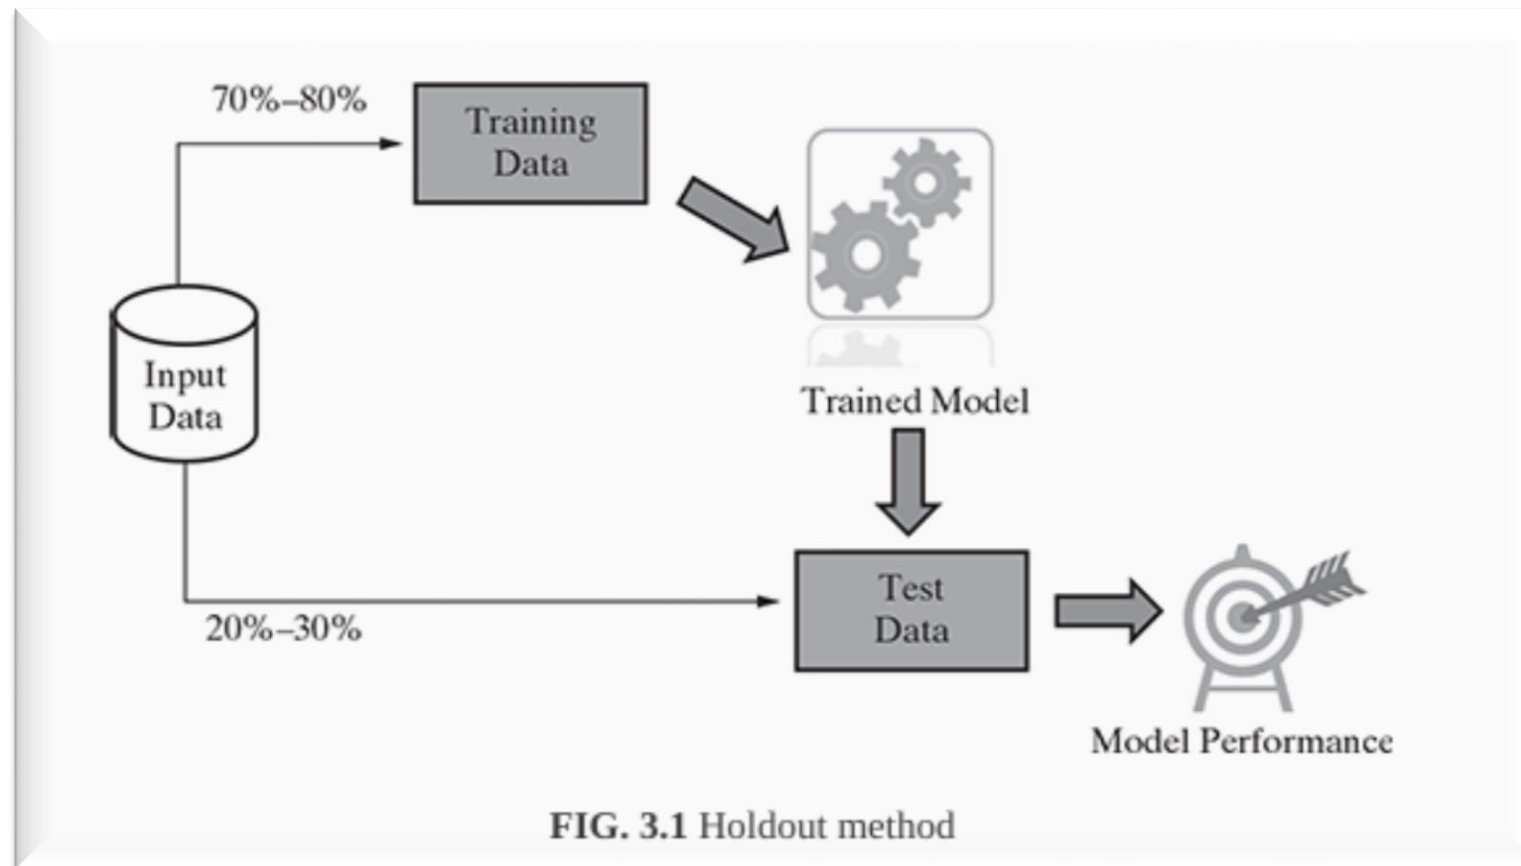 70%–80%
Training
Data
Input
Data
Trained Model
20%–30%
Test
Data
Model Performance
FIG. 3.1 Holdout method